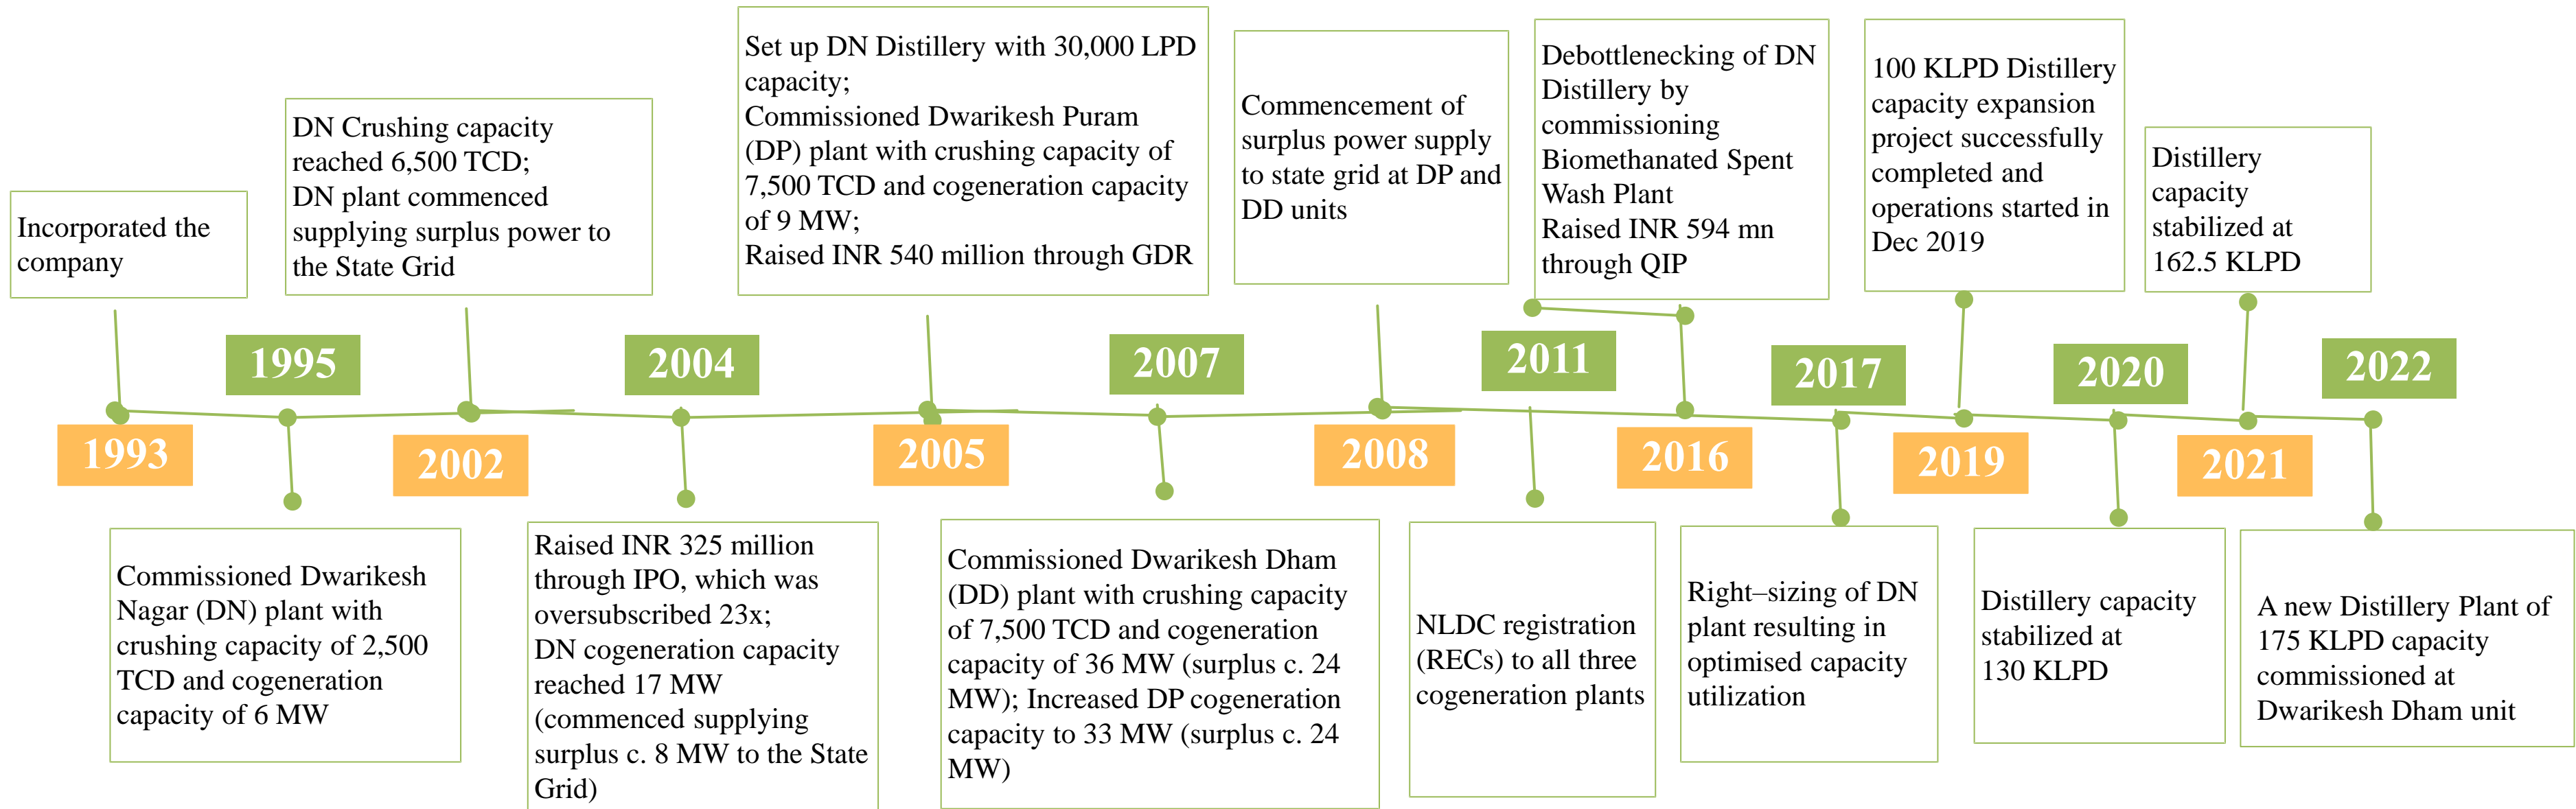 Incorporated the
company
1993
1995
Commissioned Dwarikesh
Nagar (DN) plant with
crushing capacity of 2,500
TCD and cogeneration
capacity of 6 MW
DN Crushing capacity
reached 6,500 TCD;
DN plant commenced
supplying surplus power to
the State Grid
2002
2004
Raised INR 325 million
through IPO, which was
oversubscribed 23x;
DN cogeneration capacity
reached 17 MW
(commenced supplying
surplus c. 8 MW to the State
Grid)
Set up DN Distillery with 30,000 LPD
capacity;
Commissioned Dwarikesh Puram
(DP) plant with crushing capacity of
7,500 TCD and cogeneration capacity
of 9 MW;
Raised INR 540 million through GDR
2005
2007
Commissioned Dwarikesh Dham
(DD) plant with crushing capacity
of 7,500 TCD and cogeneration
capacity of 36 MW (surplus c. 24
MW); Increased DP cogeneration
capacity to 33 MW (surplus c. 24
MW)
Commencement of
surplus power supply
to state grid at DP and
DD units
2008
2011
NLDC registration
(RECs) to all three
cogeneration plants
Debottlenecking of DN
Distillery by
commissioning
Biomethanated Spent
Wash Plant
Raised INR 594 mn
through QIP
2016
2017
Right–sizing of DN
plant resulting in
optimised capacity
utilization
100 KLPD Distillery
capacity expansion
project successfully
completed and
operations started in
Dec 2019
2019
2020
Distillery capacity
stabilized at
130 KLPD
Distillery
capacity
stabilized at
162.5 KLPD
2021
2022
A new Distillery Plant of
175 KLPD capacity
commissioned at
Dwarikesh Dham unit